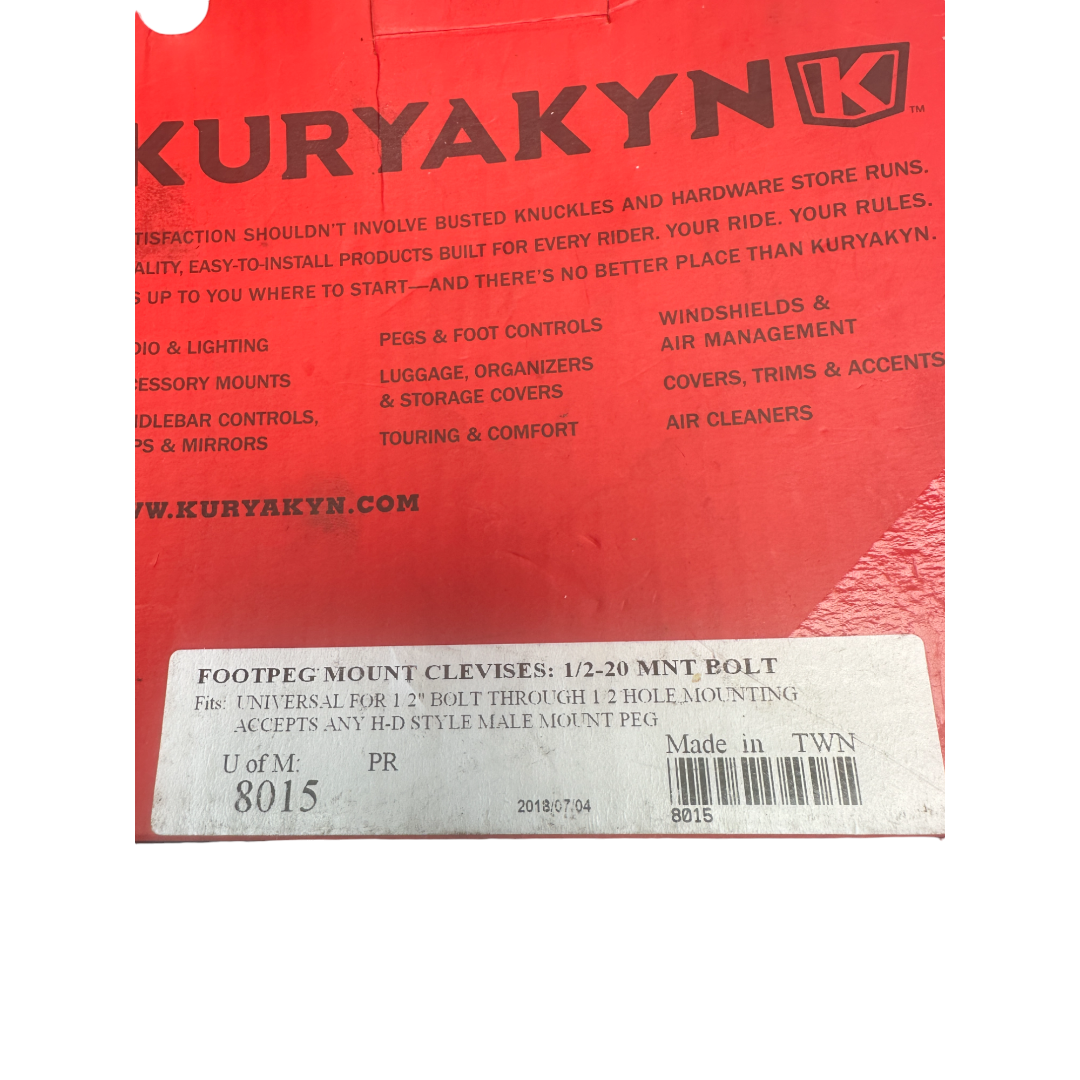 KURYAKYN K TM
TISFACTION SHOULDN'T INVOLVE BUSTED KNUCKLES AND HARDWARE STORE RUNS.
ALITY, EASY-TO-INSTALL PRODUCTS BUILT FOR EVERY RIDER. YOUR RIDE. YOUR RULES.
S UP TO YOU WHERE TO START—AND THERE'S NO BETTER PLACE THAN KURYAKYN.
DIO & LIGHTING
CESSORY MOUNTS
NDLEBAR CONTROLS,
PS & MIRRORS
PEGS & FOOT CONTROLS
LUGGAGE, ORGANIZERS
& STORAGE COVERS
TOURING & COMFORT
WINDSHIELDS &
AIR MANAGEMENT
COVERS, TRIMS & ACCENTS
AIR CLEANERS
WW.KURYAKYN.COM
FOOTPEG MOUNT CLEVISES: 1/2-20 MNT BOLT
Fits: UNIVERSAL FOR 1 2" BOLT THROUGH 1 2 HOLE MOUNTING
ACCEPTS ANY H-D STYLE MALE MOUNT PEG
U of M: PR
8015
2018/07/04
Made in TWN
8015